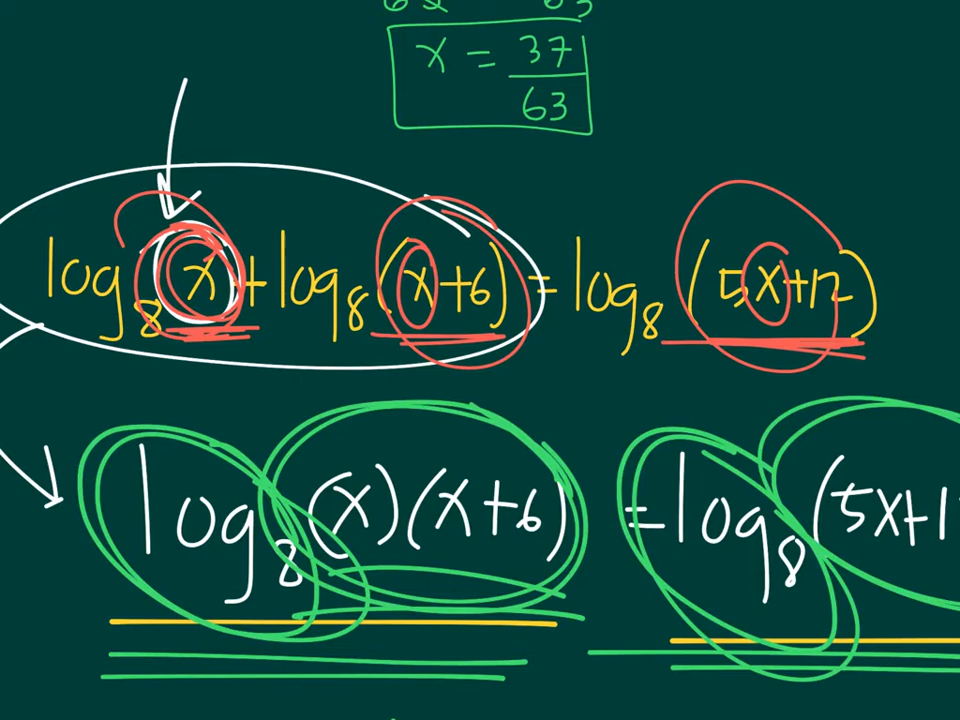 x = 37/63
log₈ x + log₈ (x+6) = log₈ (5x+12)
log₈ (x)(x+6) = log₈ (5x+1